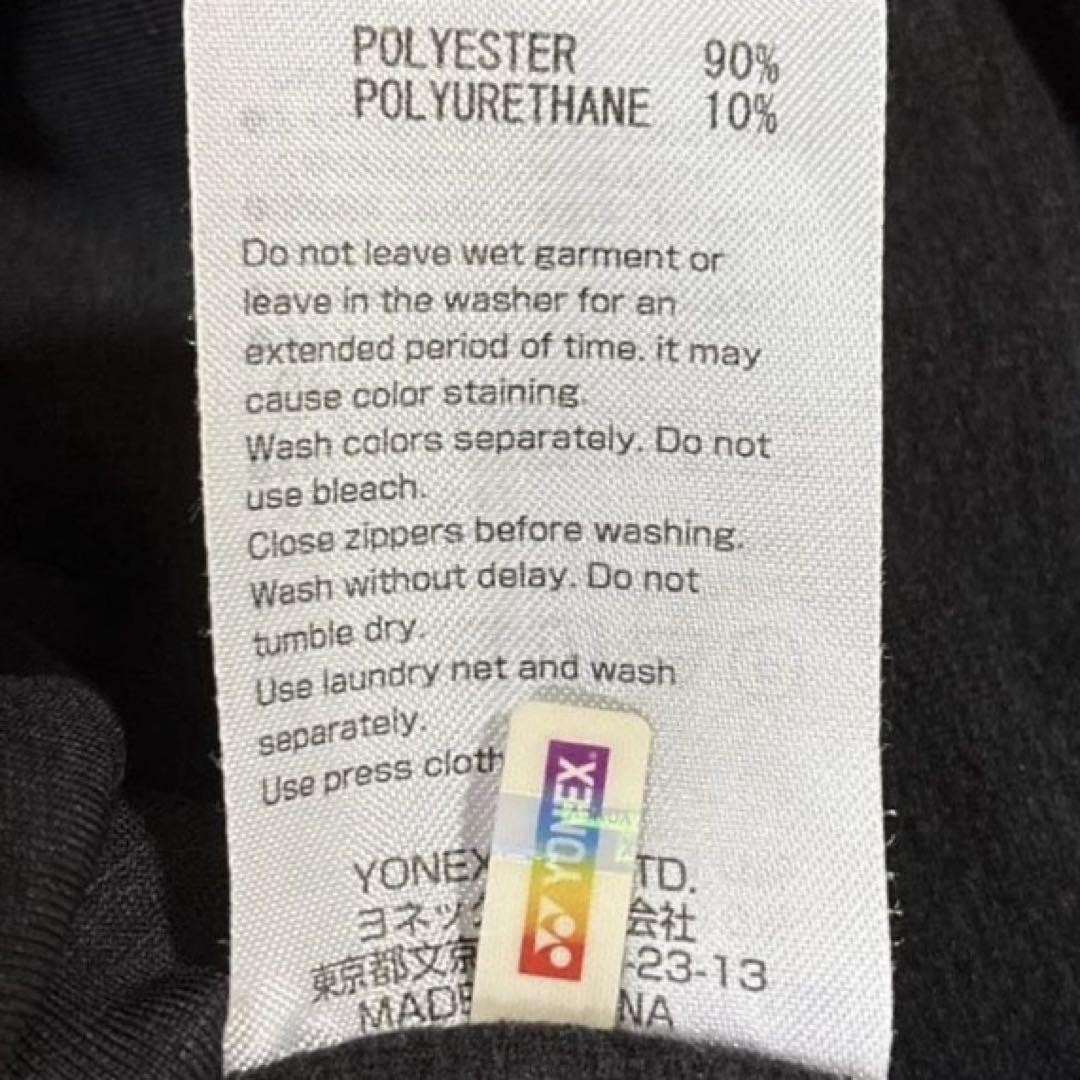 POLYESTER 90%
POLYURETHANE 10%
Do not leave wet garment or
leave in the washer for an
extended period of time. it may
cause color staining.
Wash colors separately. Do not
use bleach.
Close zippers before washing.
Wash without delay. Do not
tumble dry.
Use laundry net and wash
separately.
Use press cloth
YONEX
YONEX TD.
ヨネッ 会社
東京都文京 -23-13
MADE NA